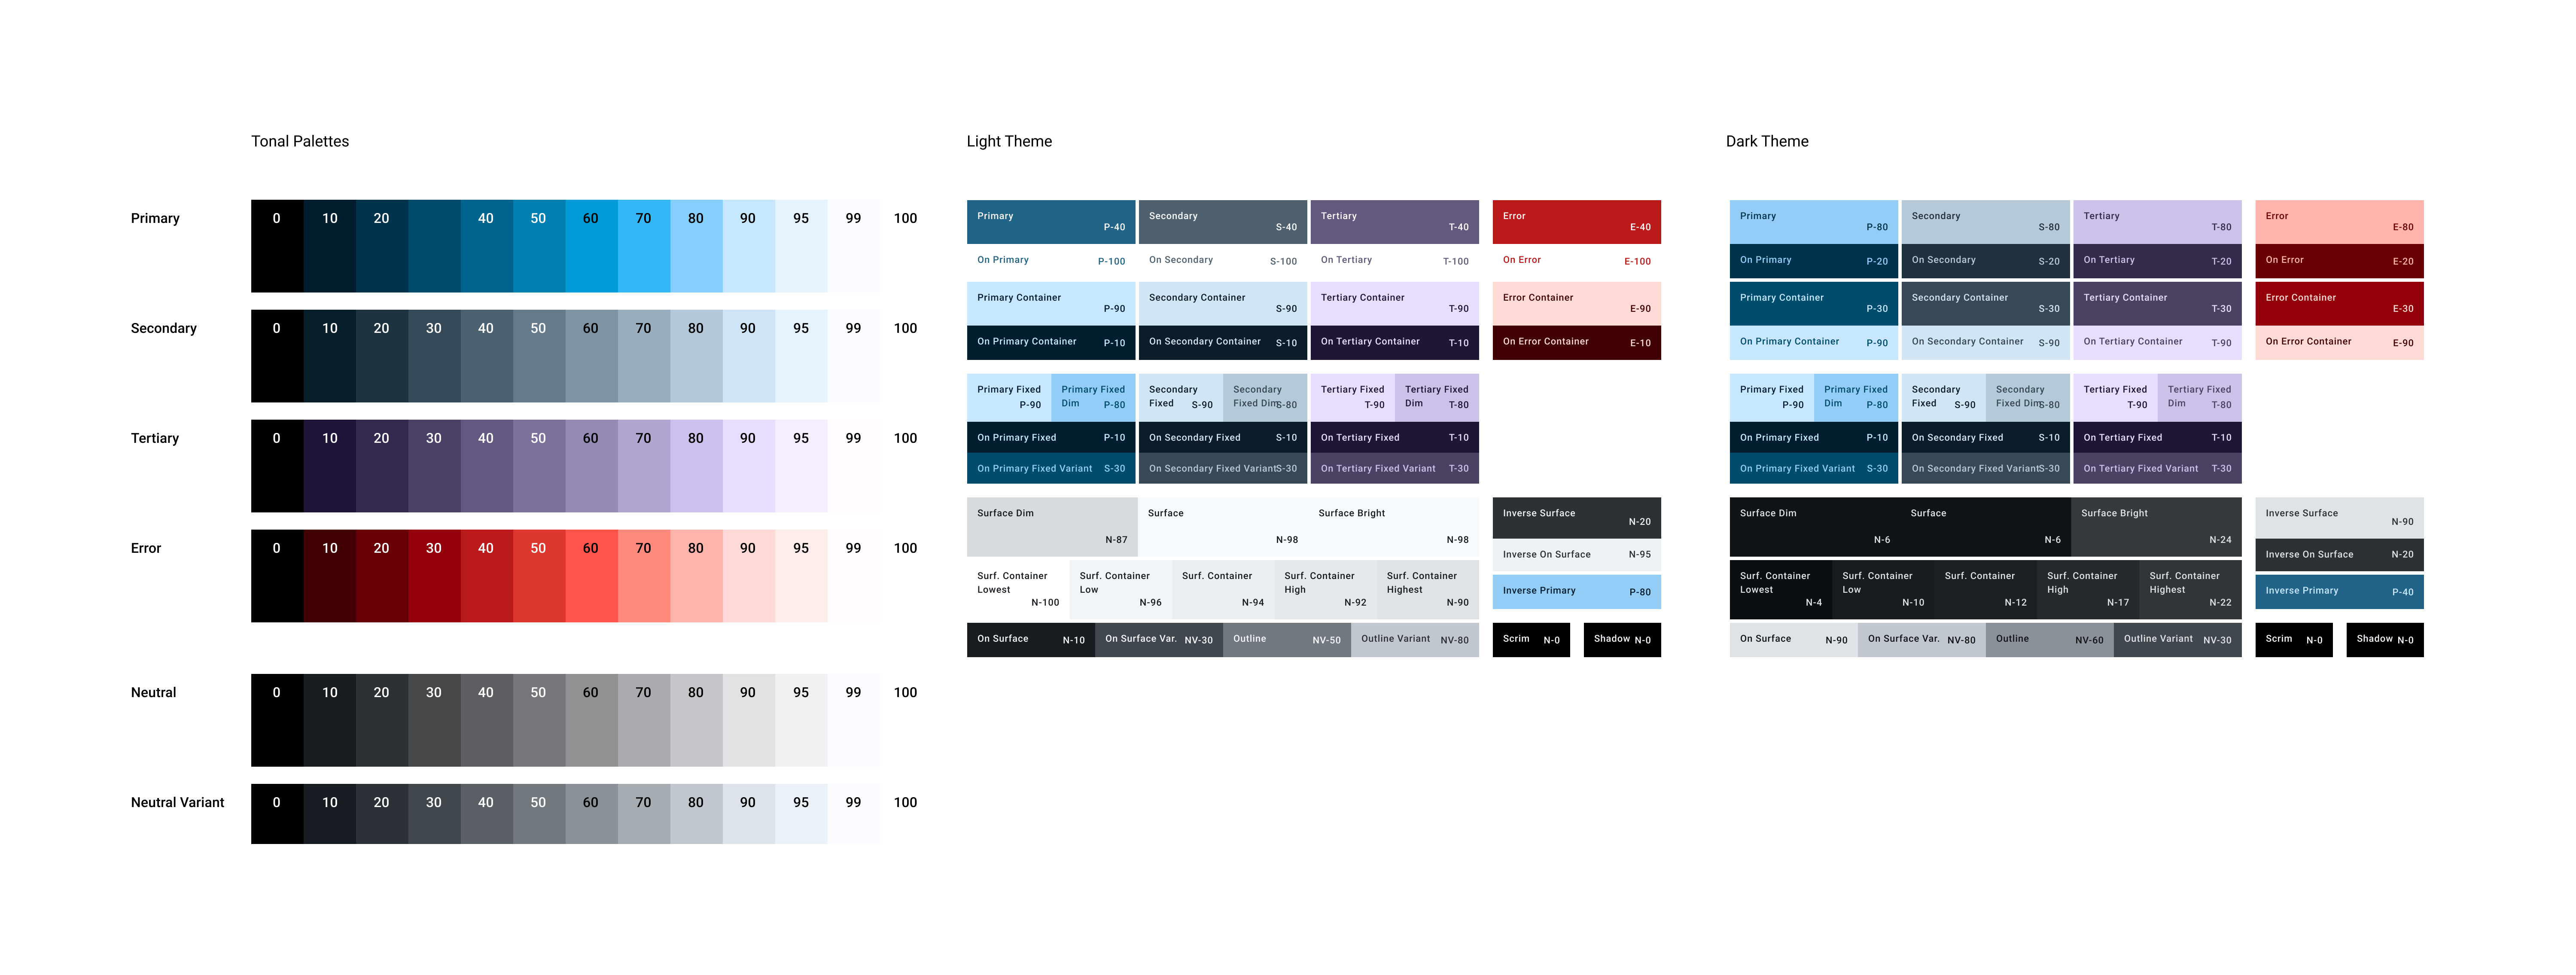 Tonal Palettes
Primary
0 10 20 40 50 60 70 80 90 95 99 100
Secondary
0 10 20 30 40 50 60 70 80 90 95 99 100
Tertiary
0 10 20 30 40 50 60 70 80 90 95 99 100
Error
0 10 20 30 40 50 60 70 80 90 95 99 100
Neutral
0 10 20 30 40 50 60 70 80 90 95 99 100
Neutral Variant
0 10 20 30 40 50 60 70 80 90 95 99 100
Light Theme
Primary
P-40
Secondary
S-40
Tertiary
T-40
Error
E-40
On Primary P-100
On Secondary S-100
On Tertiary T-100
On Error E-100
Primary Container
P-90
Secondary Container
S-90
Tertiary Container
T-90
Error Container
E-90
On Primary Container P-10
On Secondary Container S-10
On Tertiary Container T-10
On Error Container E-10
Primary Fixed
P-90
Primary Fixed
Dim P-80
Secondary
Fixed S-90
Secondary
Fixed Dim S-80
Tertiary Fixed
T-90
Tertiary Fixed
Dim T-80
On Primary Fixed P-10
On Secondary Fixed S-10
On Tertiary Fixed T-10
On Primary Fixed Variant S-30
On Secondary Fixed Variant S-30
On Tertiary Fixed Variant T-30
Surface Dim
N-87
Surface
N-98
Surface Bright
N-98
Inverse Surface
N-20
Inverse On Surface N-95
Surf. Container
Lowest
N-100
Surf. Container
Low
N-96
Surf. Container
N-94
Surf. Container
High
N-92
Surf. Container
Highest
N-90
Inverse Primary P-80
On Surface N-10
On Surface Var. NV-30
Outline NV-50
Outline Variant NV-80
Scrim N-0
Shadow N-0
Dark Theme
Primary
P-80
Secondary
S-80
Tertiary
T-80
Error
E-80
On Primary P-20
On Secondary S-20
On Tertiary T-20
On Error E-20
Primary Container
P-30
Secondary Container
S-30
Tertiary Container
T-30
Error Container
E-30
On Primary Container P-90
On Secondary Container S-90
On Tertiary Container T-90
On Error Container E-90
Primary Fixed
P-90
Primary Fixed
Dim P-80
Secondary
Fixed S-90
Secondary
Fixed Dim S-80
Tertiary Fixed
T-90
Tertiary Fixed
Dim T-80
On Primary Fixed P-10
On Secondary Fixed S-10
On Tertiary Fixed T-10
On Primary Fixed Variant S-30
On Secondary Fixed Variant S-30
On Tertiary Fixed Variant T-30
Surface Dim
N-6
Surface
N-6
Surface Bright
N-24
Inverse Surface
N-90
Inverse On Surface N-20
Surf. Container
Lowest
N-4
Surf. Container
Low
N-10
Surf. Container
N-12
Surf. Container
High
N-17
Surf. Container
Highest
N-22
Inverse Primary P-40
On Surface N-90
On Surface Var. NV-80
Outline NV-60
Outline Variant NV-30
Scrim N-0
Shadow N-0